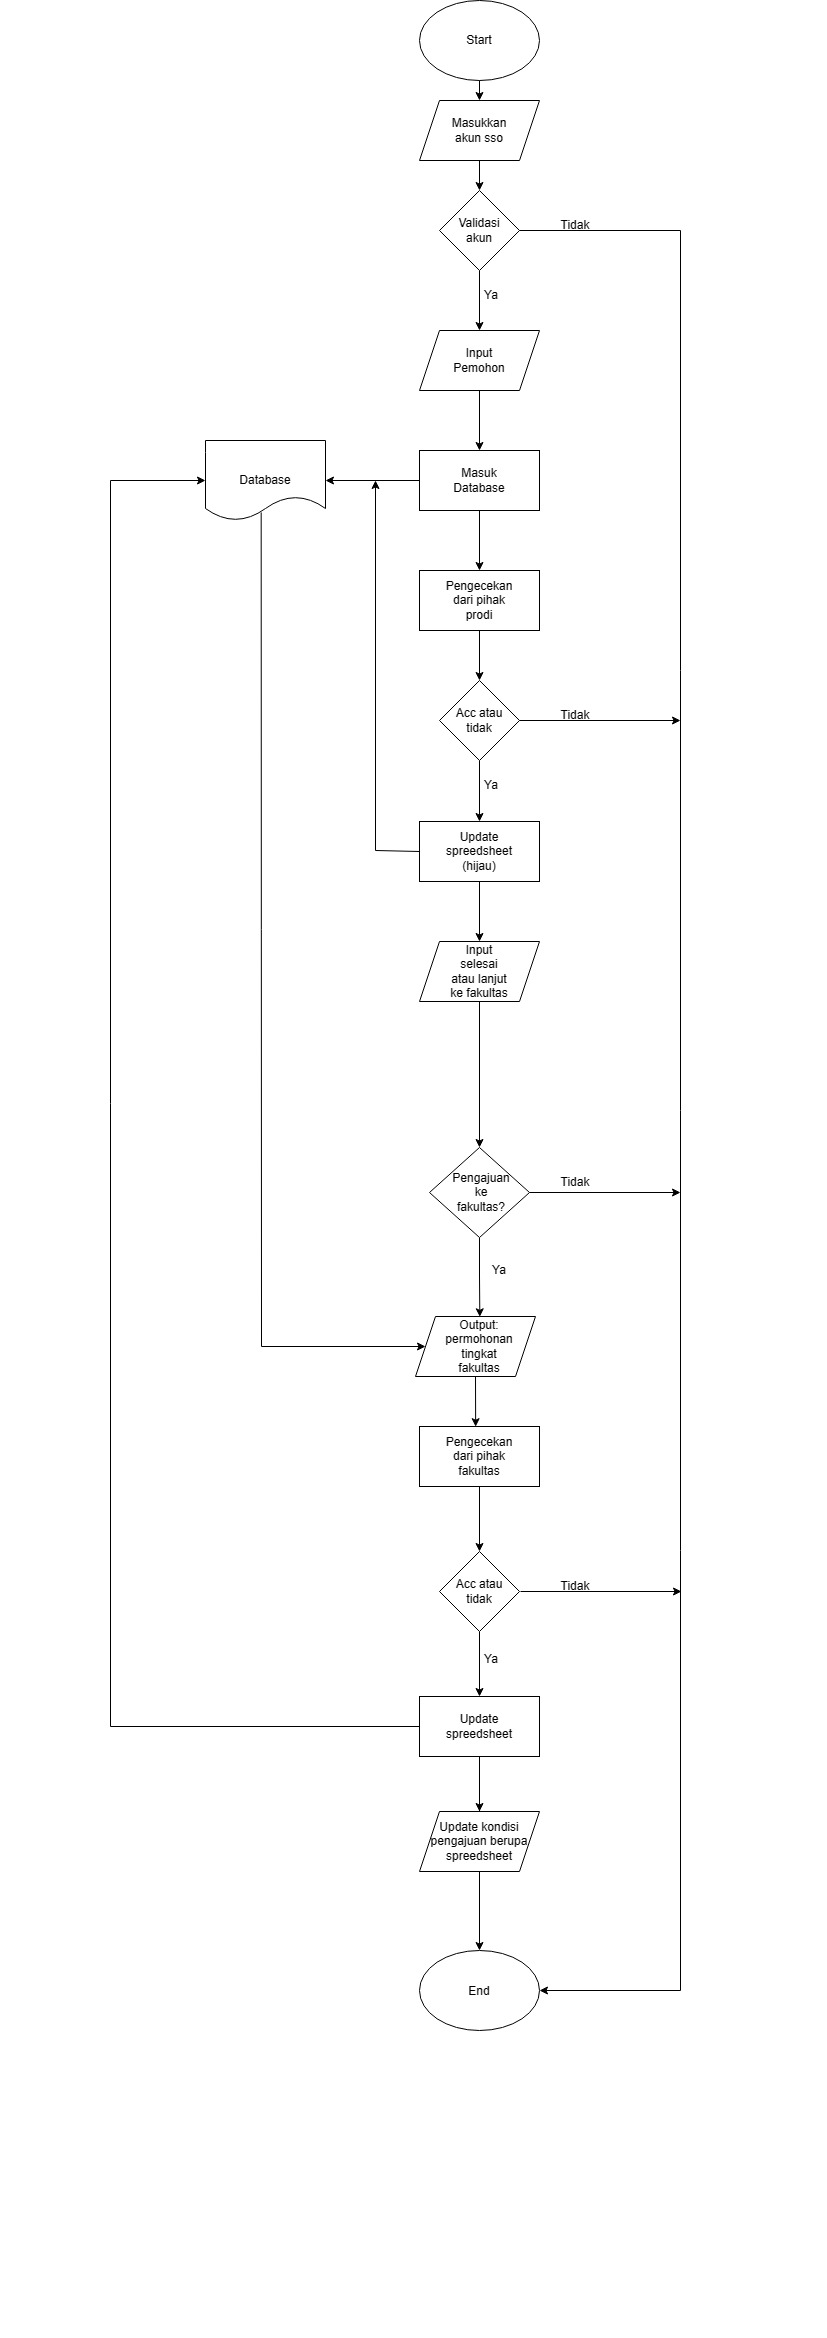 Start
Masukkan
akun sso
Validasi
akun
Tidak
Ya
Input
Pemohon
Database
Masuk
Database
Pengecekan
dari pihak
prodi
Acc atau
tidak
Tidak
Ya
Update
spreedsheet
(hijau)
Input
selesai
atau lanjut
ke fakultas
Pengajuan
ke
fakultas?
Tidak
Ya
Output:
permohonan
tingkat
fakultas
Pengecekan
dari pihak
fakultas
Acc atau
tidak
Tidak
Ya
Update
spreedsheet
Update kondisi
pengajuan berupa
spreedsheet
End